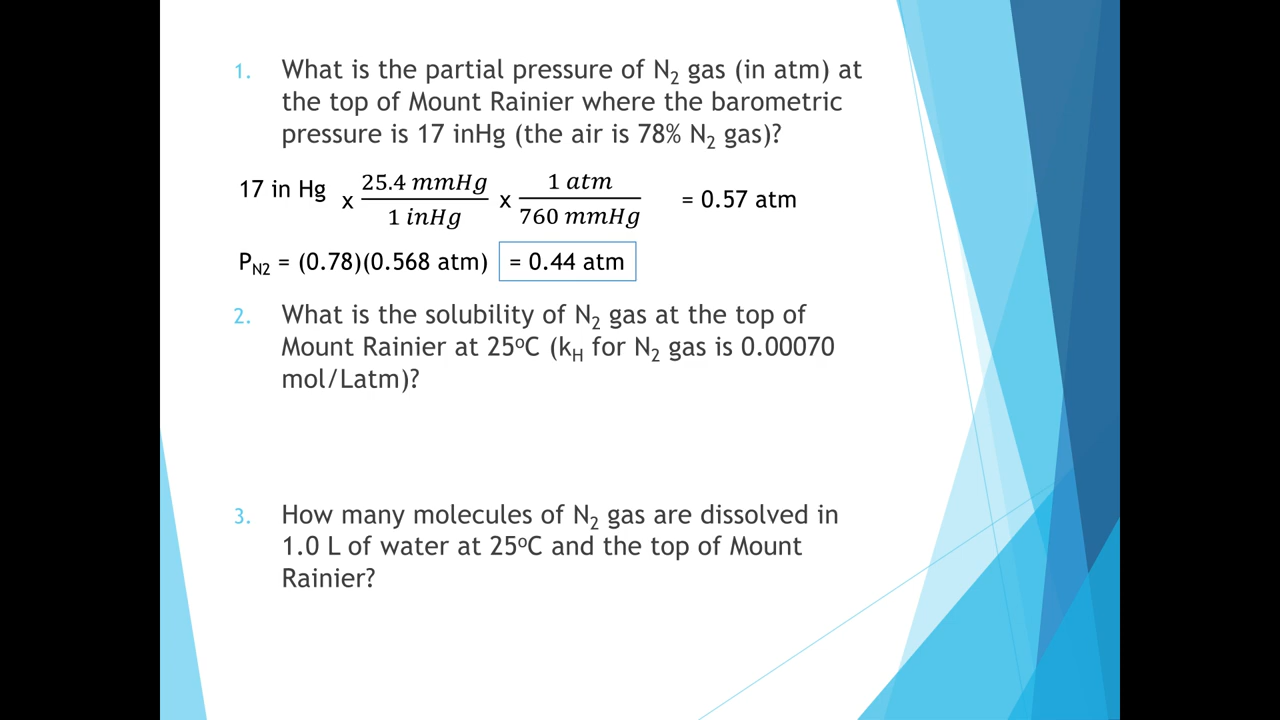 1. What is the partial pressure of N₂ gas (in atm) at
the top of Mount Rainier where the barometric
pressure is 17 inHg (the air is 78% N₂ gas)?
17 in Hg x 25.4 mmHg / 1 inHg x 1 atm / 760 mmHg = 0.57 atm
P_N2 = (0.78)(0.568 atm) = 0.44 atm
2. What is the solubility of N₂ gas at the top of
Mount Rainier at 25ºC (k_H for N₂ gas is 0.00070
mol/Latm)?
3. How many molecules of N₂ gas are dissolved in
1.0 L of water at 25ºC and the top of Mount
Rainier?